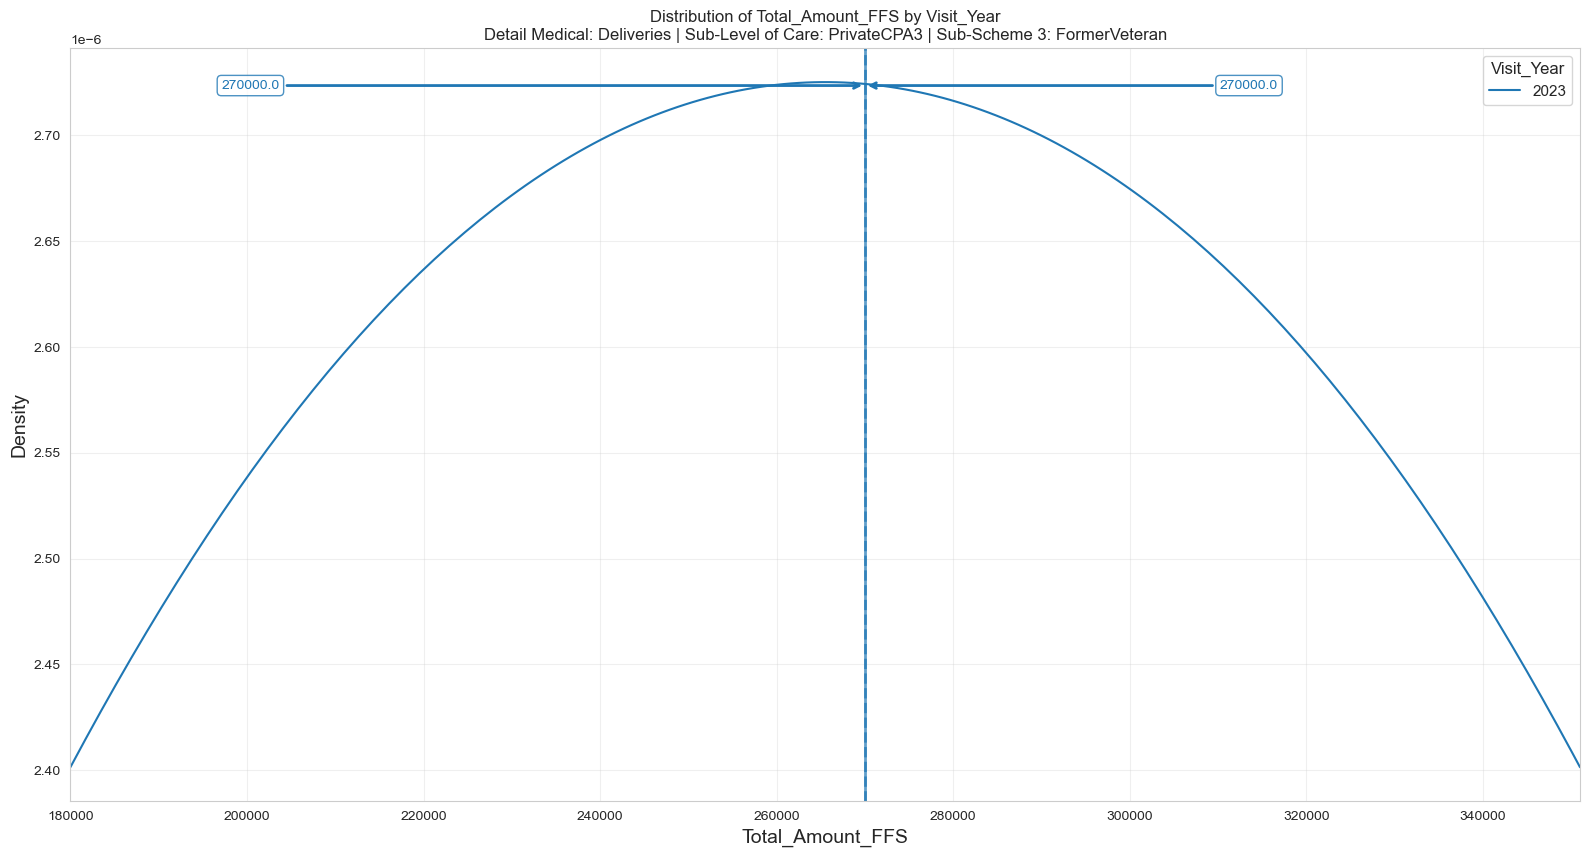 Distribution of Total_Amount_FFS by Visit_Year
Detail Medical: Deliveries | Sub-Level of Care: PrivateCPA3 | Sub-Scheme 3: FormerVeteran
1e−6
270000.0
270000.0
Visit_Year
2023
2.70
2.65
2.60
2.55
2.50
2.45
2.40
Density
180000 200000 220000 240000 260000 280000 300000 320000 340000
Total_Amount_FFS